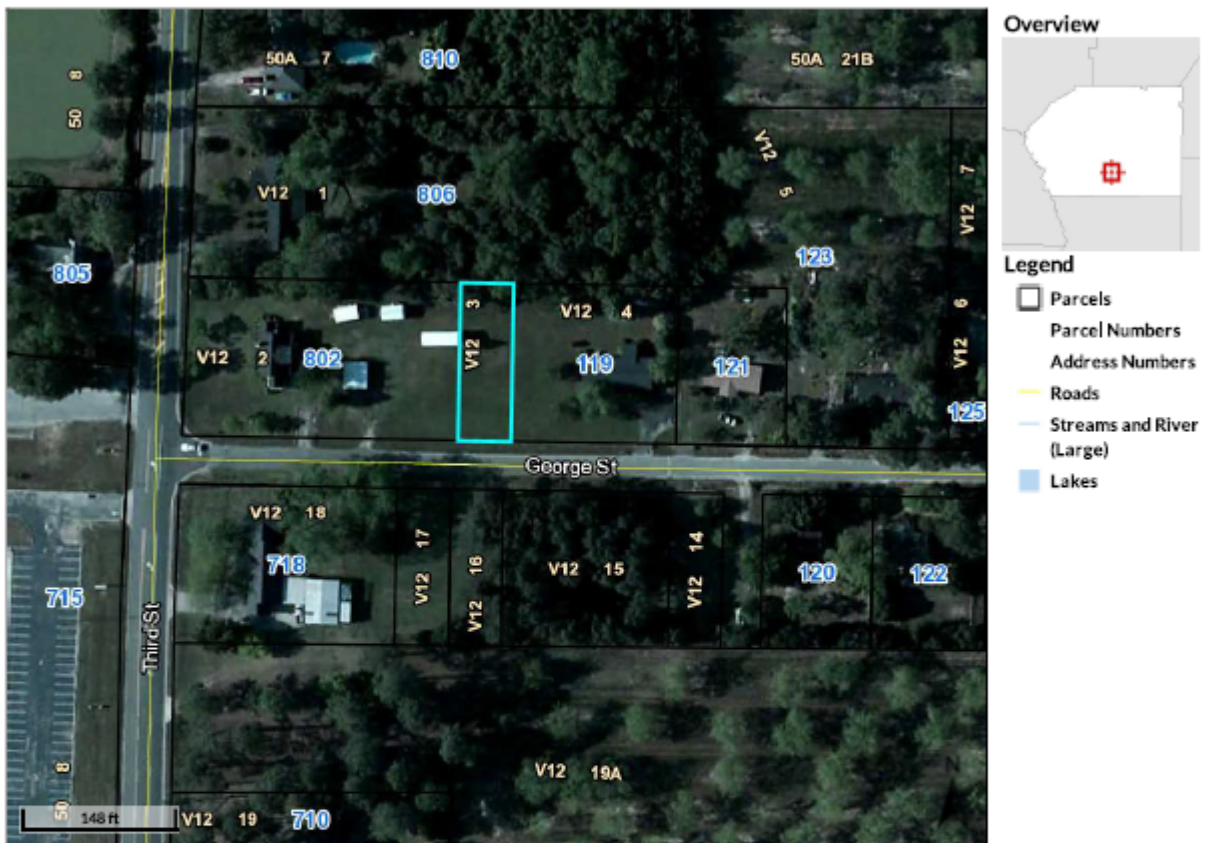 50A 7
810
50A 21B
50 8
V12 1
806
V12 5
V12 7
805
123
V12 2
802
V12 3
V12 4
119
121
V12 6
125
George St
V12 18
718
V12 17
V12 16
V12 15
V12 14
120
122
715
Third St
V12 19A
50 8
148 ft
V12 19
710
Overview
Legend
Parcels
Parcel Numbers
Address Numbers
Roads
Streams and River
(Large)
Lakes